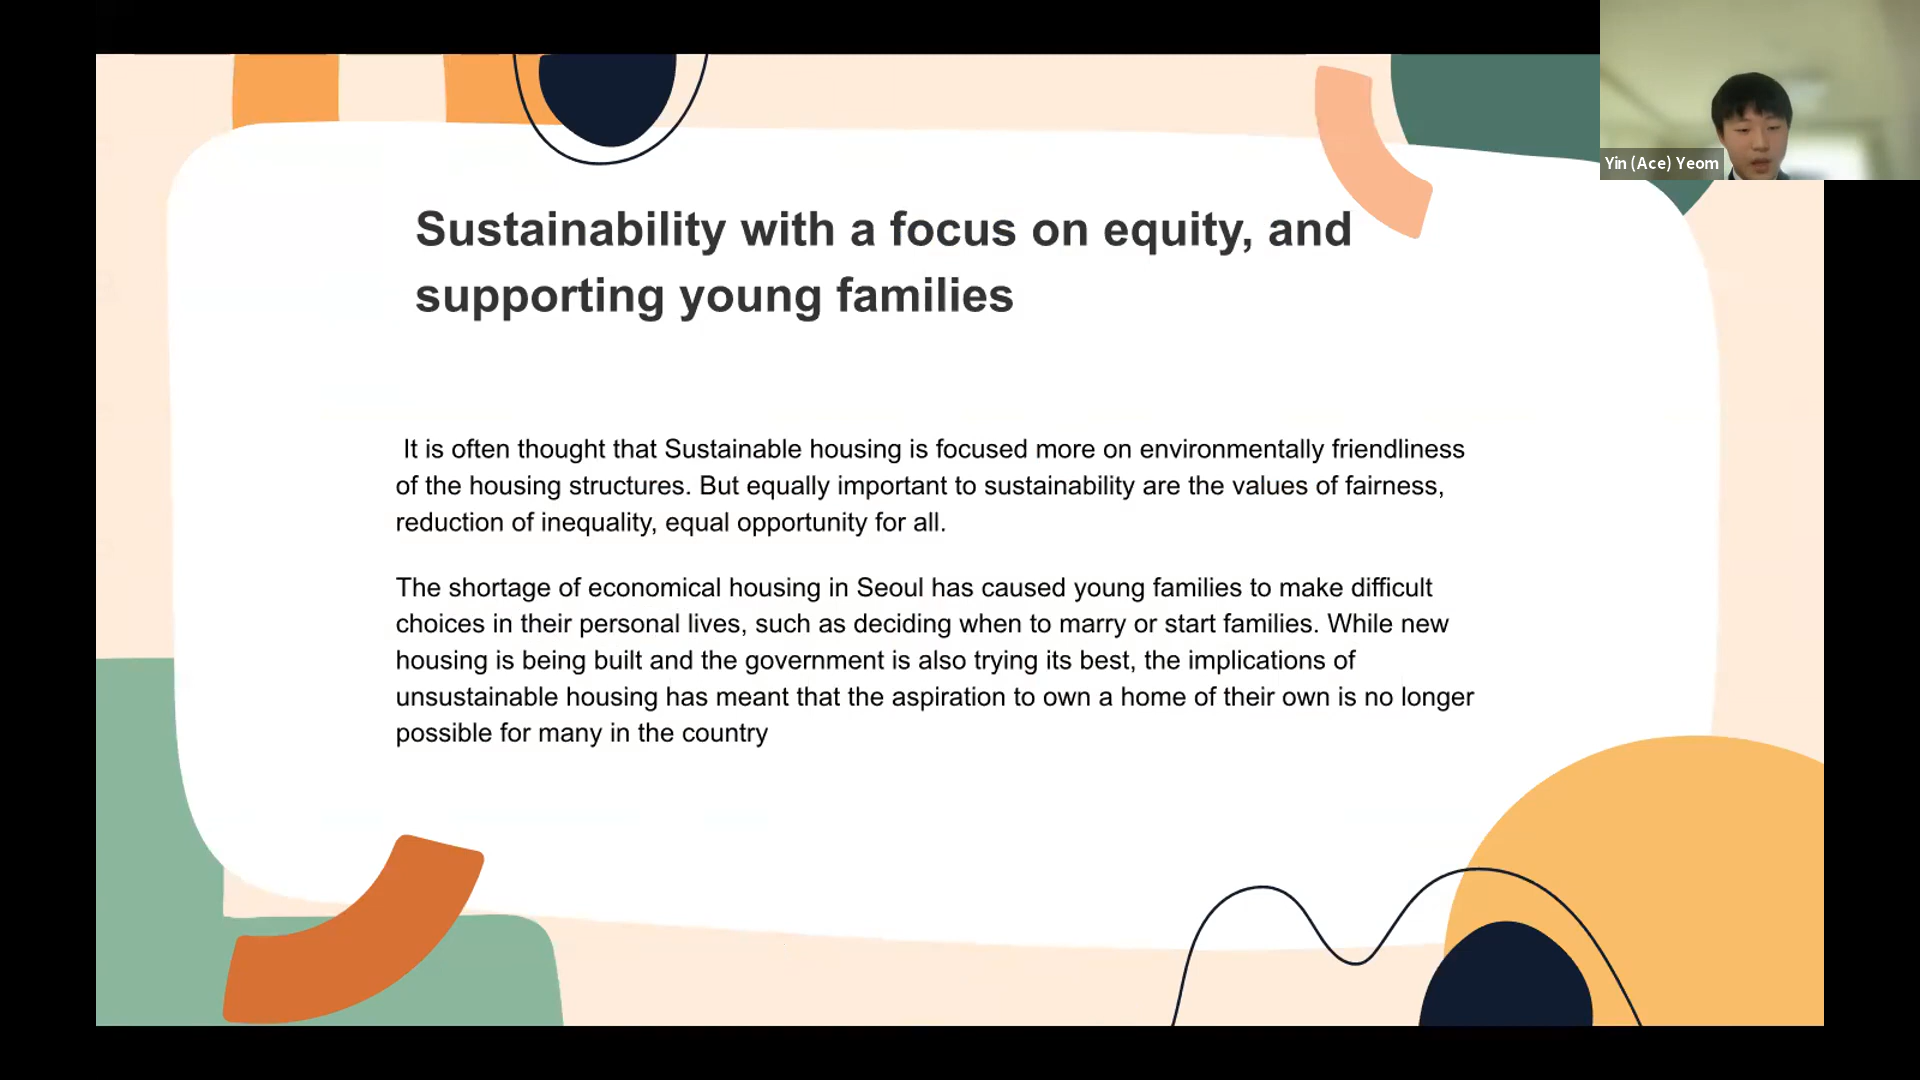 Yin (Ace) Yeom
Sustainability with a focus on equity, and
supporting young families
It is often thought that Sustainable housing is focused more on environmentally friendliness
of the housing structures. But equally important to sustainability are the values of fairness,
reduction of inequality, equal opportunity for all.
The shortage of economical housing in Seoul has caused young families to make difficult
choices in their personal lives, such as deciding when to marry or start families. While new
housing is being built and the government is also trying its best, the implications of
unsustainable housing has meant that the aspiration to own a home of their own is no longer
possible for many in the country